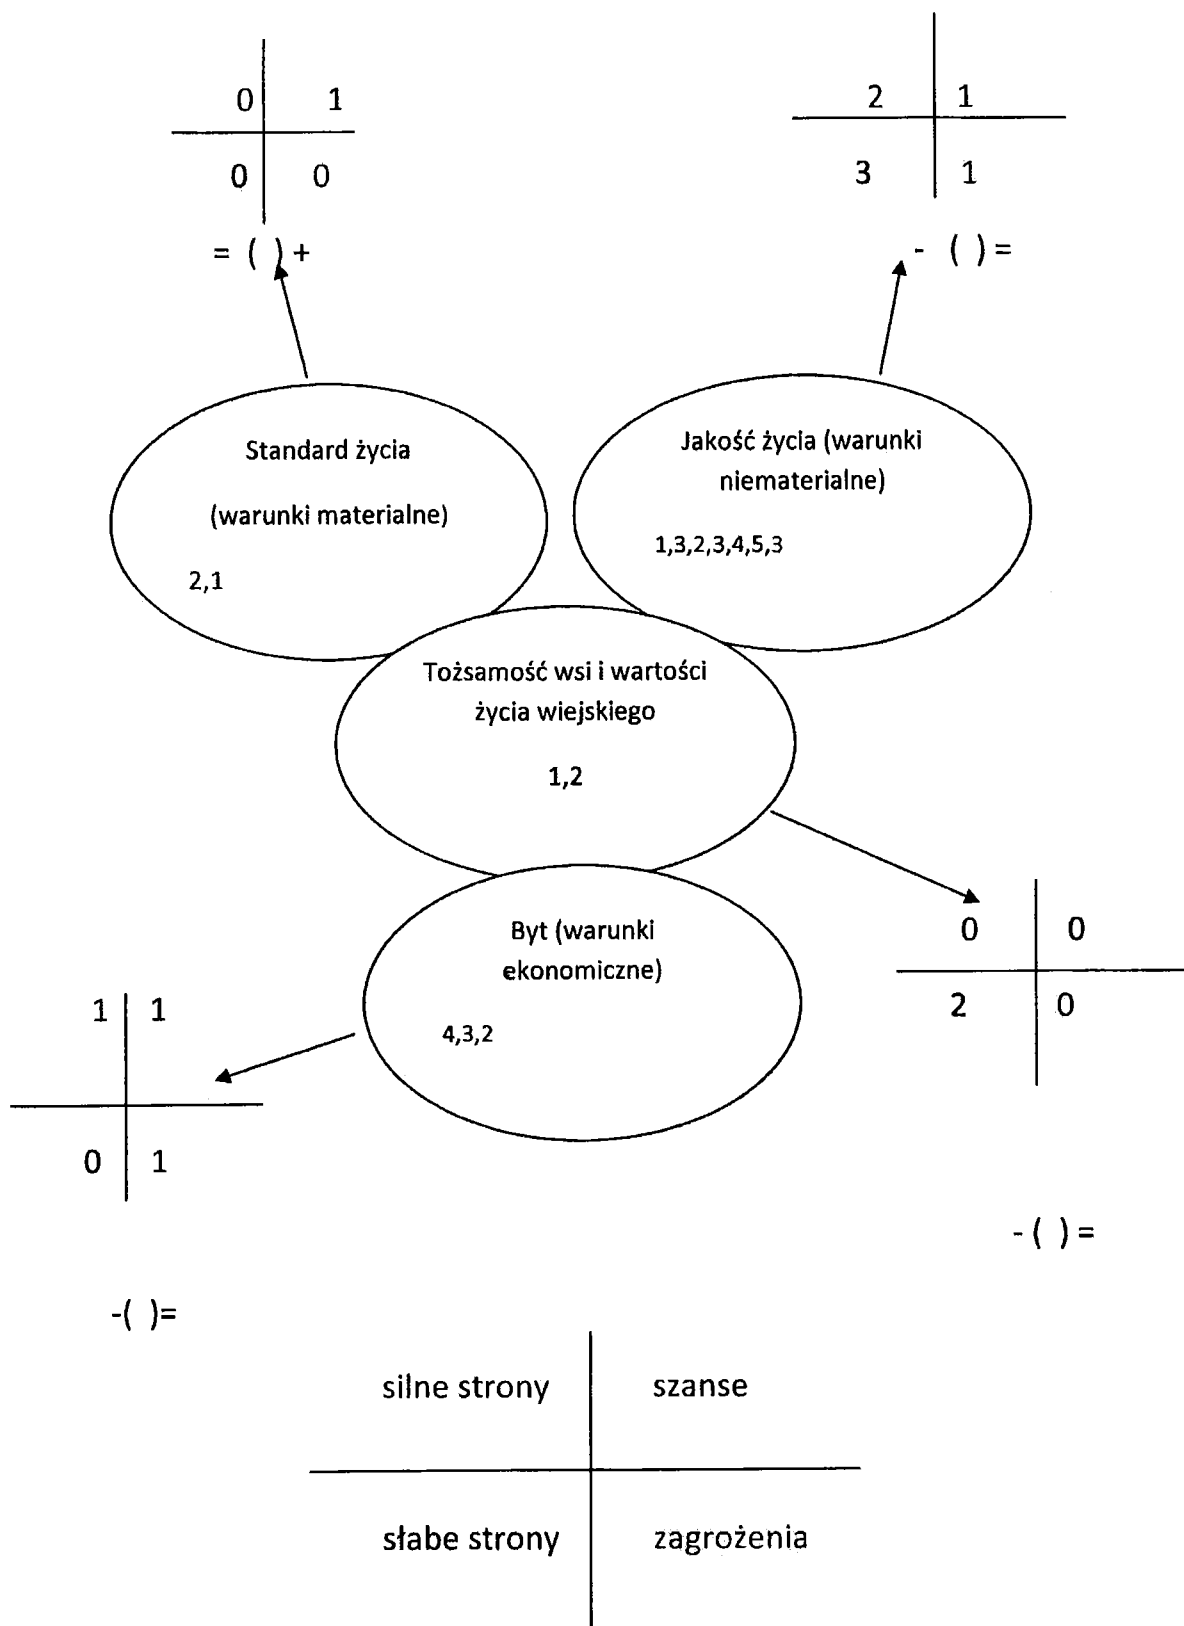 0 1
0 0
= ( ) +
2 1
3 1
- ( ) =
Standard życia
(warunki materialne)
2,1
Jakość życia (warunki
niematerialne)
1,3,2,3,4,5,3
Tożsamość wsi i wartości
życia wiejskiego
1,2
Byt (warunki
ekonomiczne)
4,3,2
0 0
2 0
- ( ) =
1 1
0 1
-( )=
silne strony szanse
słabe strony zagrożenia